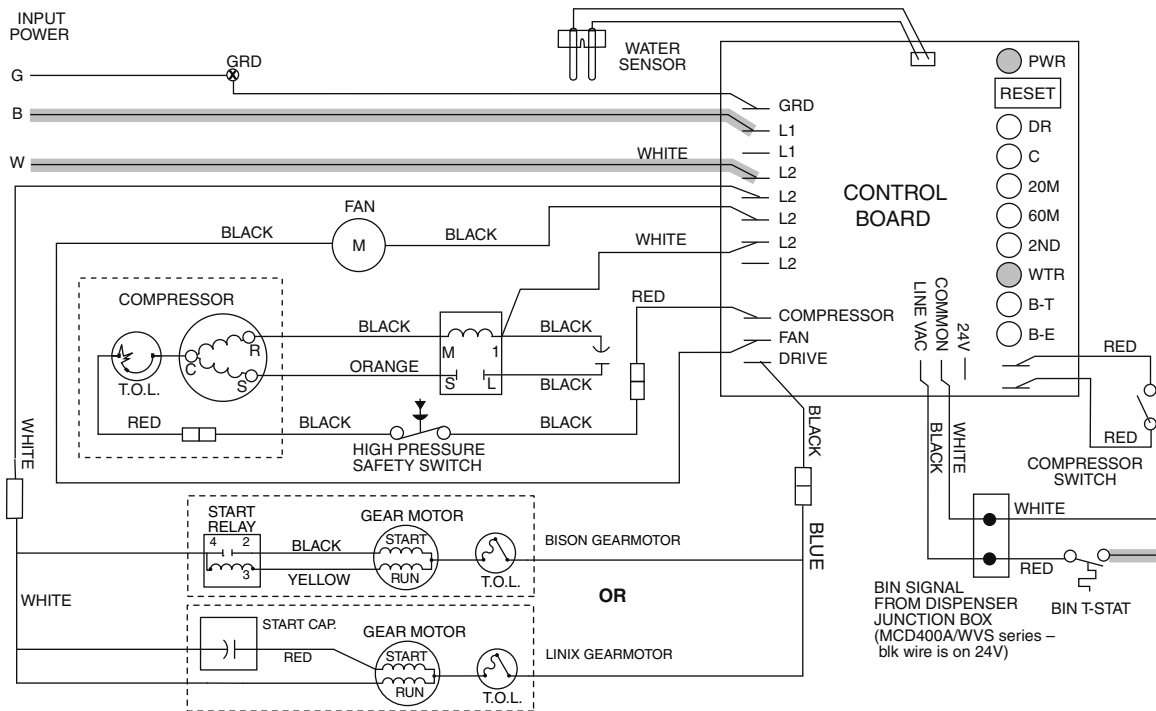 INPUT
POWER
G
GRD
B
W
WHITE
WATER
SENSOR
GRD
L1
L1
L2
L2
L2
L2
L2
CONTROL
BOARD
PWR
RESET
DR
C
20M
60M
2ND
WTR
B-T
B-E
FAN
M
BLACK
BLACK
WHITE
COMPRESSOR
T.O.L.
C
R
S
BLACK
ORANGE
M
1
S
L
BLACK
BLACK
RED
RED
HIGH PRESSURE
SAFETY SWITCH
BLACK
BLACK
COMPRESSOR
FAN
DRIVE
LINE VAC
COMMON
24V
RED
RED
COMPRESSOR
SWITCH
WHITE
BLACK
BLACK
WHITE
BLUE
START
RELAY
4
2
3
BLACK
YELLOW
GEAR MOTOR
START
RUN
T.O.L.
BISON GEARMOTOR
OR
WHITE
START CAP.
RED
GEAR MOTOR
START
RUN
T.O.L.
LINIX GEARMOTOR
WHITE
RED
BIN T-STAT
BIN SIGNAL
FROM DISPENSER
JUNCTION BOX
(MCD400A/WVS series –
blk wire is on 24V)